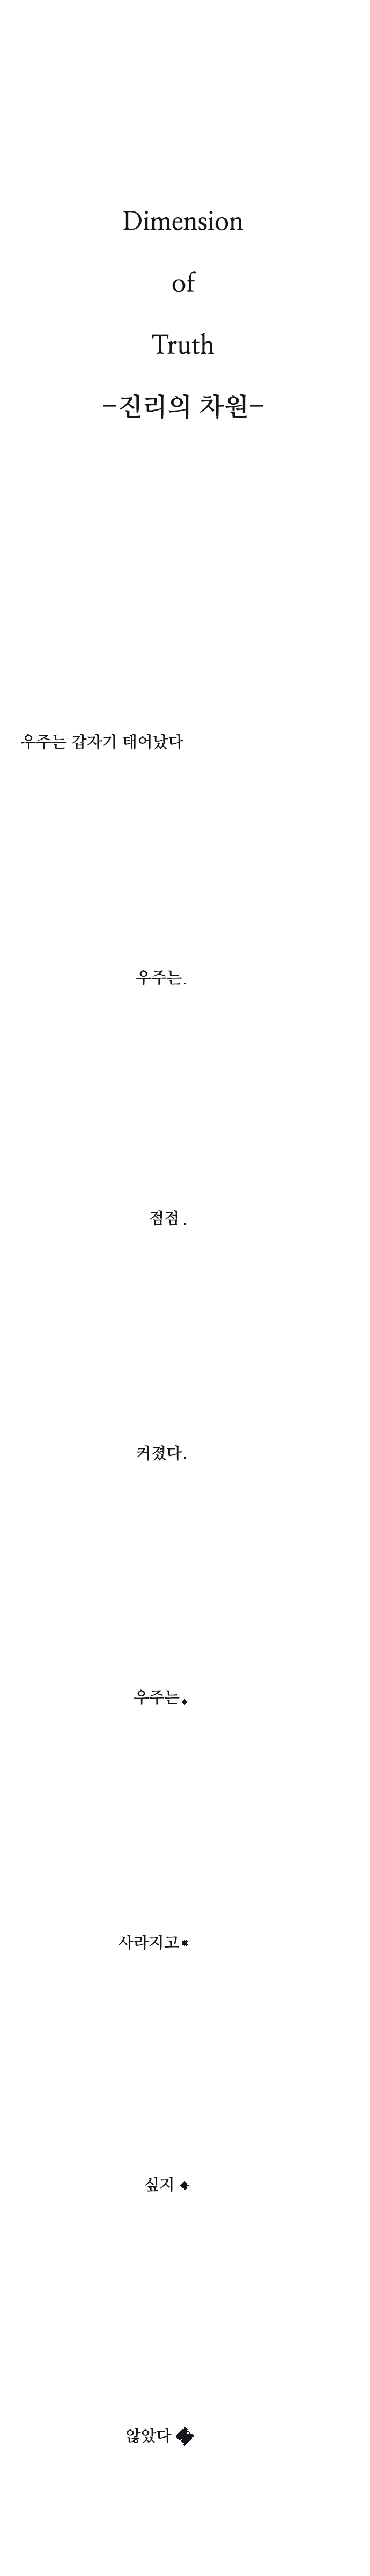 Dimension
of
Truth
-진리의 차원-
우주는 갑자기 태어났다.
우주는.
점점 .
커졌다.
우주는
사라지고
싶지
않았다